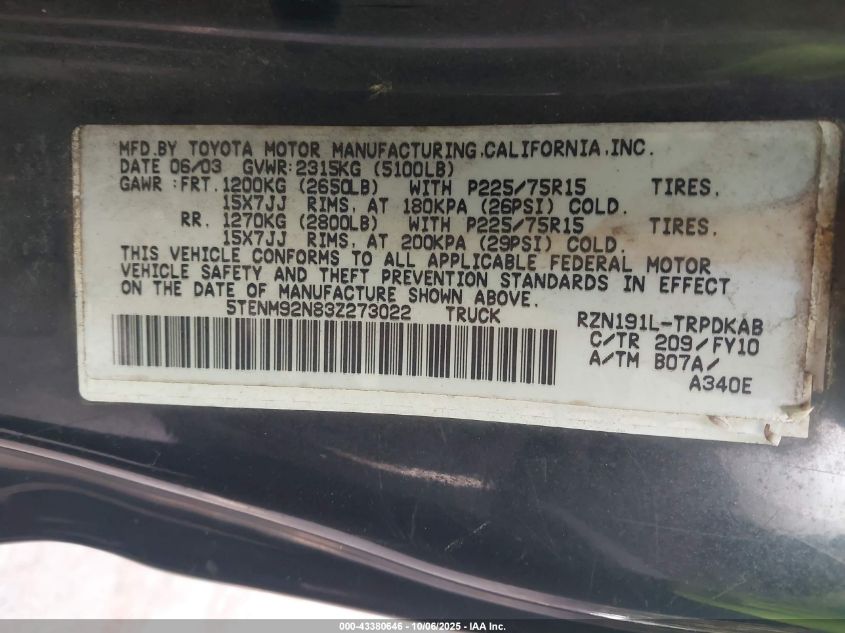 MFD.BY TOYOTA MOTOR MANUFACTURING.CALIFORNIA.INC.
DATE 06/03 GVWR:2315KG (5100LB)
GAWR :FRT.1200KG (2650LB) WITH P225/75R15 TIRES.
15X7JJ RIMS, AT 180KPA (26PSI) COLD.
RR. 1270KG (2800LB) WITH P225/75R15 TIRES.
15X7JJ RIMS, AT 200KPA (29PSI) COLD.
THIS VEHICLE CONFORMS TO ALL APPLICABLE FEDERAL MOTOR
VEHICLE SAFETY AND THEFT PREVENTION STANDARDS IN EFFECT
ON THE DATE OF MANUFACTURE SHOWN ABOVE.
5TENM92N83Z273022 TRUCK
RZN191L-TRPDKAB
C/TR 209/FY10
A/TM B07A/
A340E
000-43380646 - 10/06/2025 - IAA Inc.